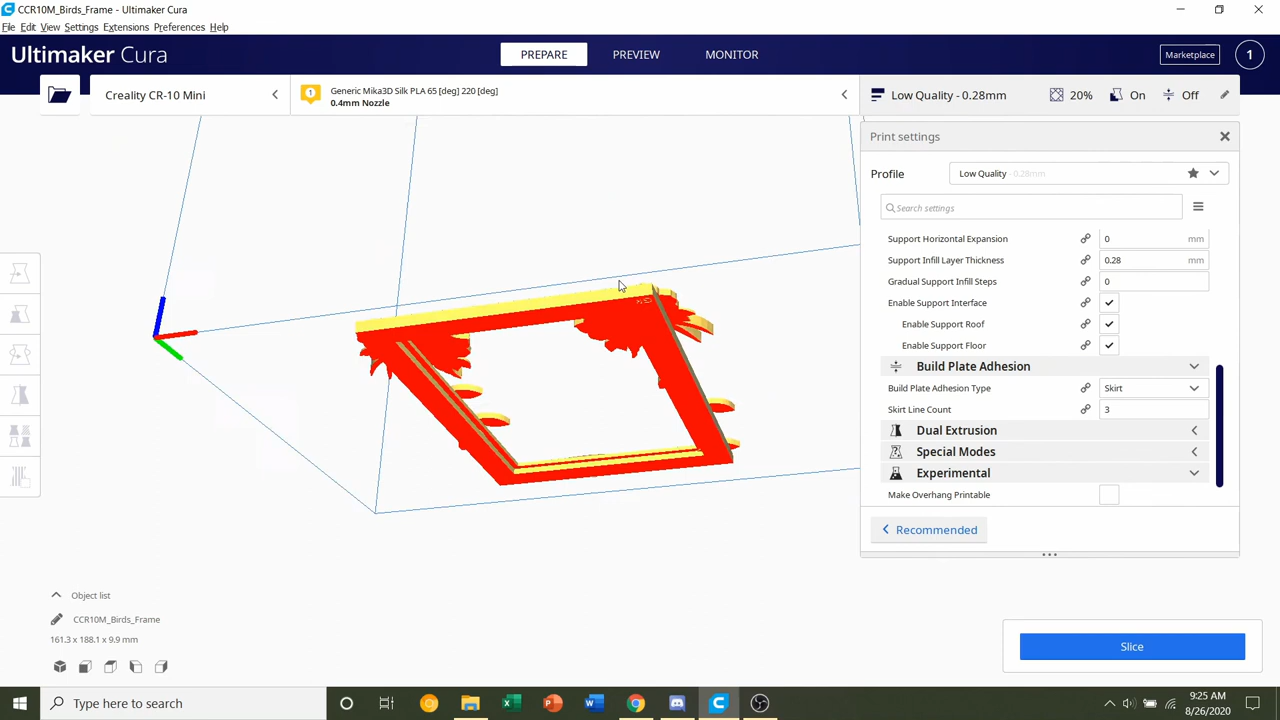 CCR10M_Birds_Frame - Ultimaker Cura
File Edit View Settings Extensions Preferences Help
Ultimaker Cura
PREPARE
PREVIEW
MONITOR
Marketplace
1
Creality CR-10 Mini
1
Generic Mika3D Silk PLA 65 [deg] 220 [deg]
0.4mm Nozzle
Low Quality - 0.28mm
20%
On
Off
Print settings
Profile
Low Quality - 0.28mm
Search settings
Support Horizontal Expansion
0 mm
Support Infill Layer Thickness
0.28 mm
Gradual Support Infill Steps
0
Enable Support Interface
Enable Support Roof
Enable Support Floor
Build Plate Adhesion
Build Plate Adhesion Type
Skirt
Skirt Line Count
3
Dual Extrusion
Special Modes
Experimental
Make Overhang Printable
Recommended
Object list
CCR10M_Birds_Frame
161.3 x 188.1 x 9.9 mm
Slice
Type here to search
9:25 AM
8/26/2020